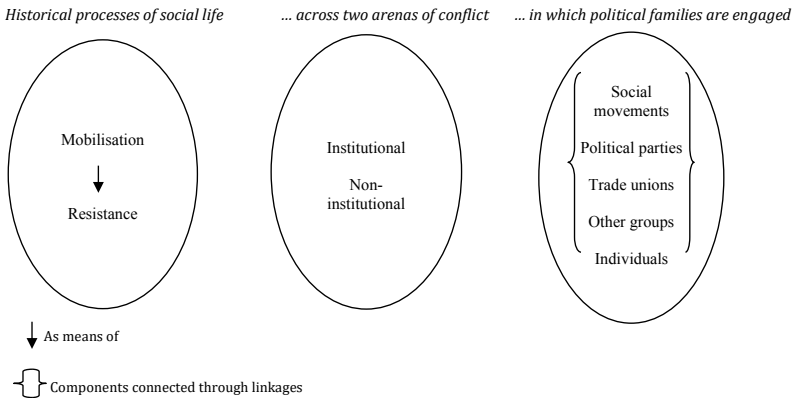 Historical processes of social life
... across two arenas of conflict
... in which political families are engaged
Mobilisation
Resistance
Institutional
Non-
institutional
Social
movements
Political parties
Trade unions
Other groups
Individuals
As means of
Components connected through linkages